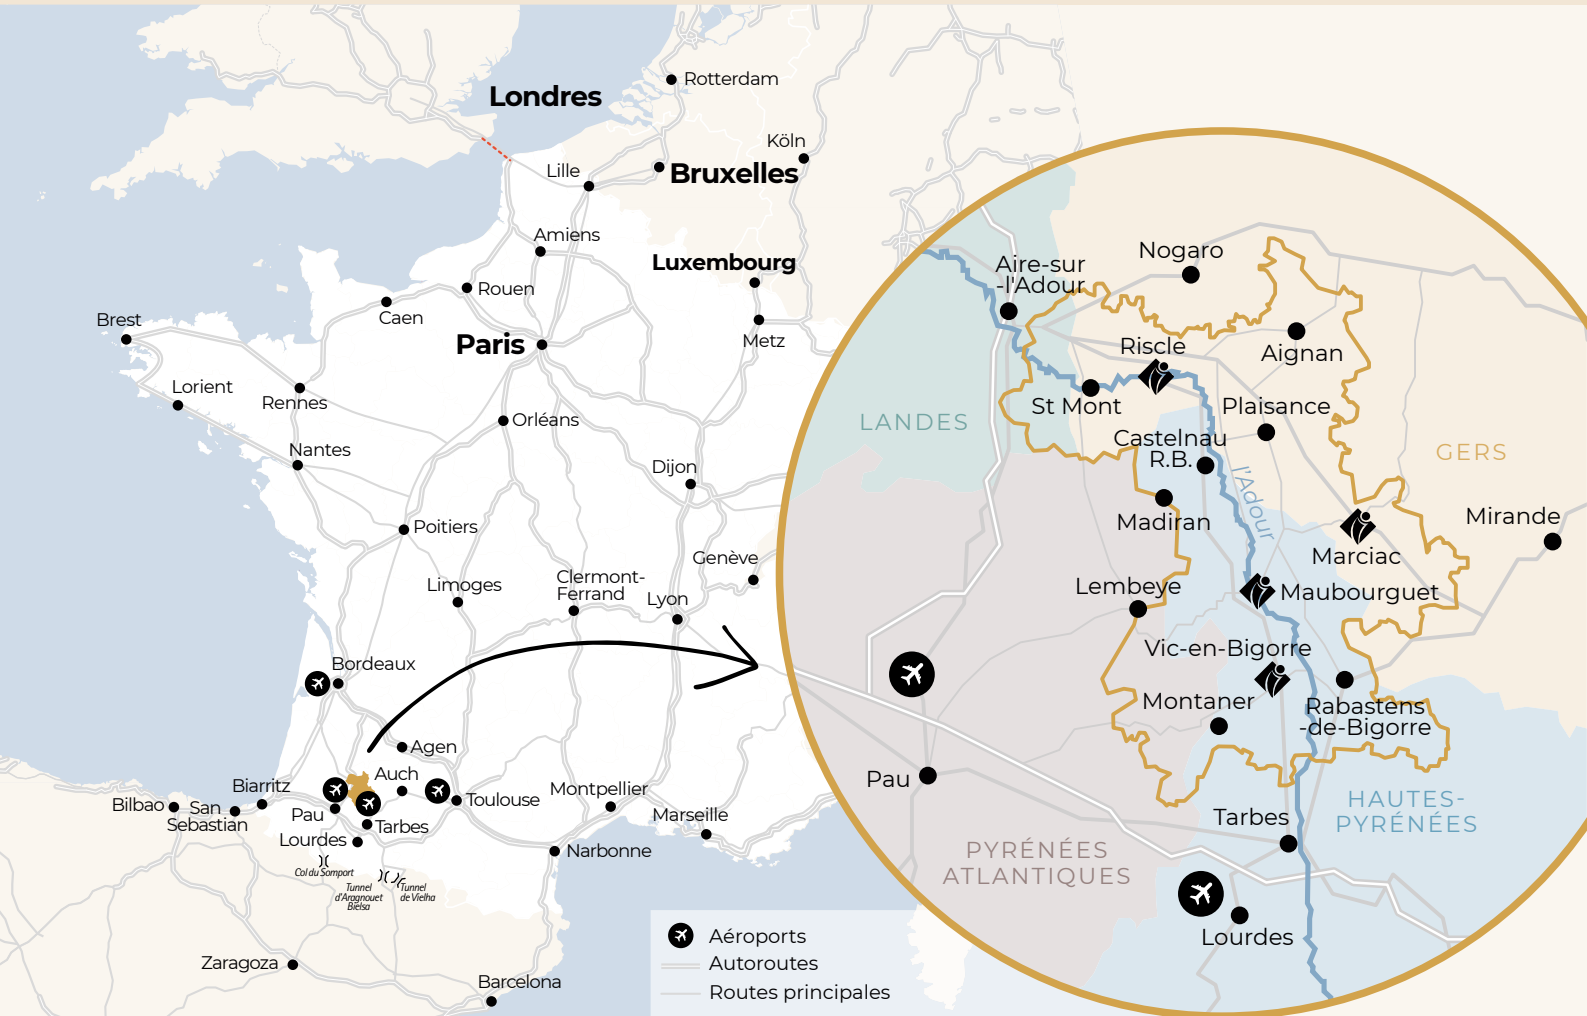 Londres
Rotterdam
Köln
Lille
Bruxelles
Amiens
Luxembourg
Rouen
Caen
Brest
Paris
Metz
Lorient
Rennes
Orléans
Nantes
Dijon
Poitiers
Genève
Limoges
Clermont-
Ferrand
Lyon
Bordeaux
Agen
Auch
Biarritz
Bilbao
San
Sebastian
Pau
Tarbes
Toulouse
Montpellier
Marseille
Lourdes
Narbonne
Col du Somport
Tunnel
d'Aragnouet
Bielsa
Tunnel
de Vielha
Zaragoza
Barcelona
Aéroports
Autoroutes
Routes principales
Nogaro
Aire-sur
-l'Adour
Riscle
Aignan
St Mont
Plaisance
LANDES
Castelnau
R.B.
GERS
l'Adour
Madiran
Mirande
Marciac
Lembeye
Maubourguet
Vic-en-Bigorre
Montaner
Rabastens
-de-Bigorre
Pau
HAUTES-
PYRÉNÉES
Tarbes
PYRÉNÉES
ATLANTIQUES
Lourdes